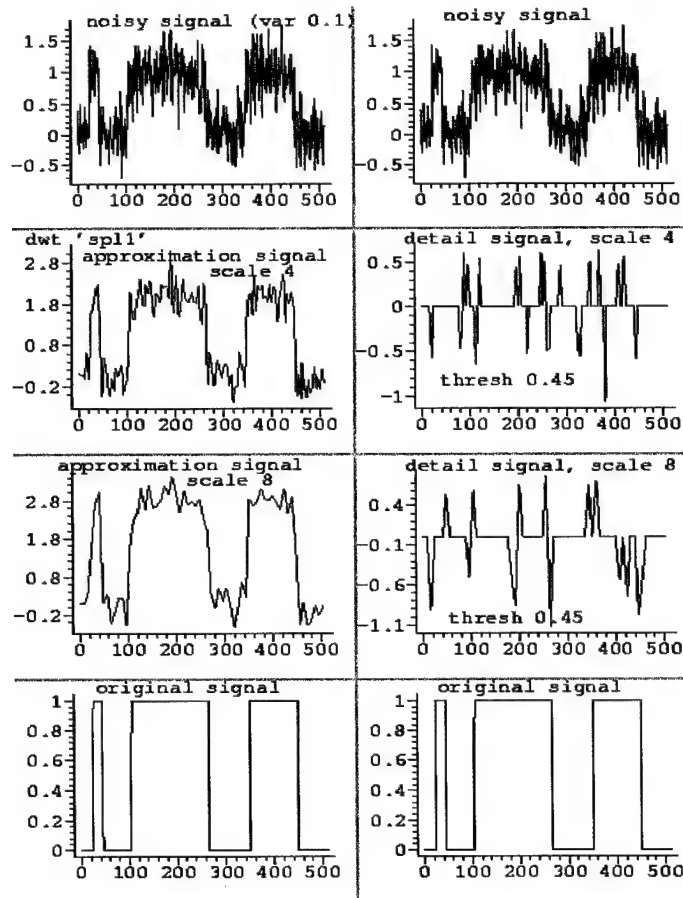 noisy signal (var 0.1)
1.5
1
0.5
0
-0.5
0 100 200 300 400 500
noisy signal
1.5
1
0.5
0
-0.5
0 100 200 300 400 500
dwt 'spl1'
approximation signal
scale 4
2.8
1.8
0.8
-0.2
0 100 200 300 400 500
detail signal, scale 4
0.5
0
-0.5
-1
thresh 0.45
0 100 200 300 400 500
approximation signal
scale 8
2.8
1.8
0.8
-0.2
0 100 200 300 400 500
detail signal, scale 8
0.4
-0.1
-0.6
-1.1
thresh 0.45
0 100 200 300 400 500
original signal
1
0.8
0.6
0.4
0.2
0
0 100 200 300 400 500
original signal
1
0.8
0.6
0.4
0.2
0
0 100 200 300 400 500